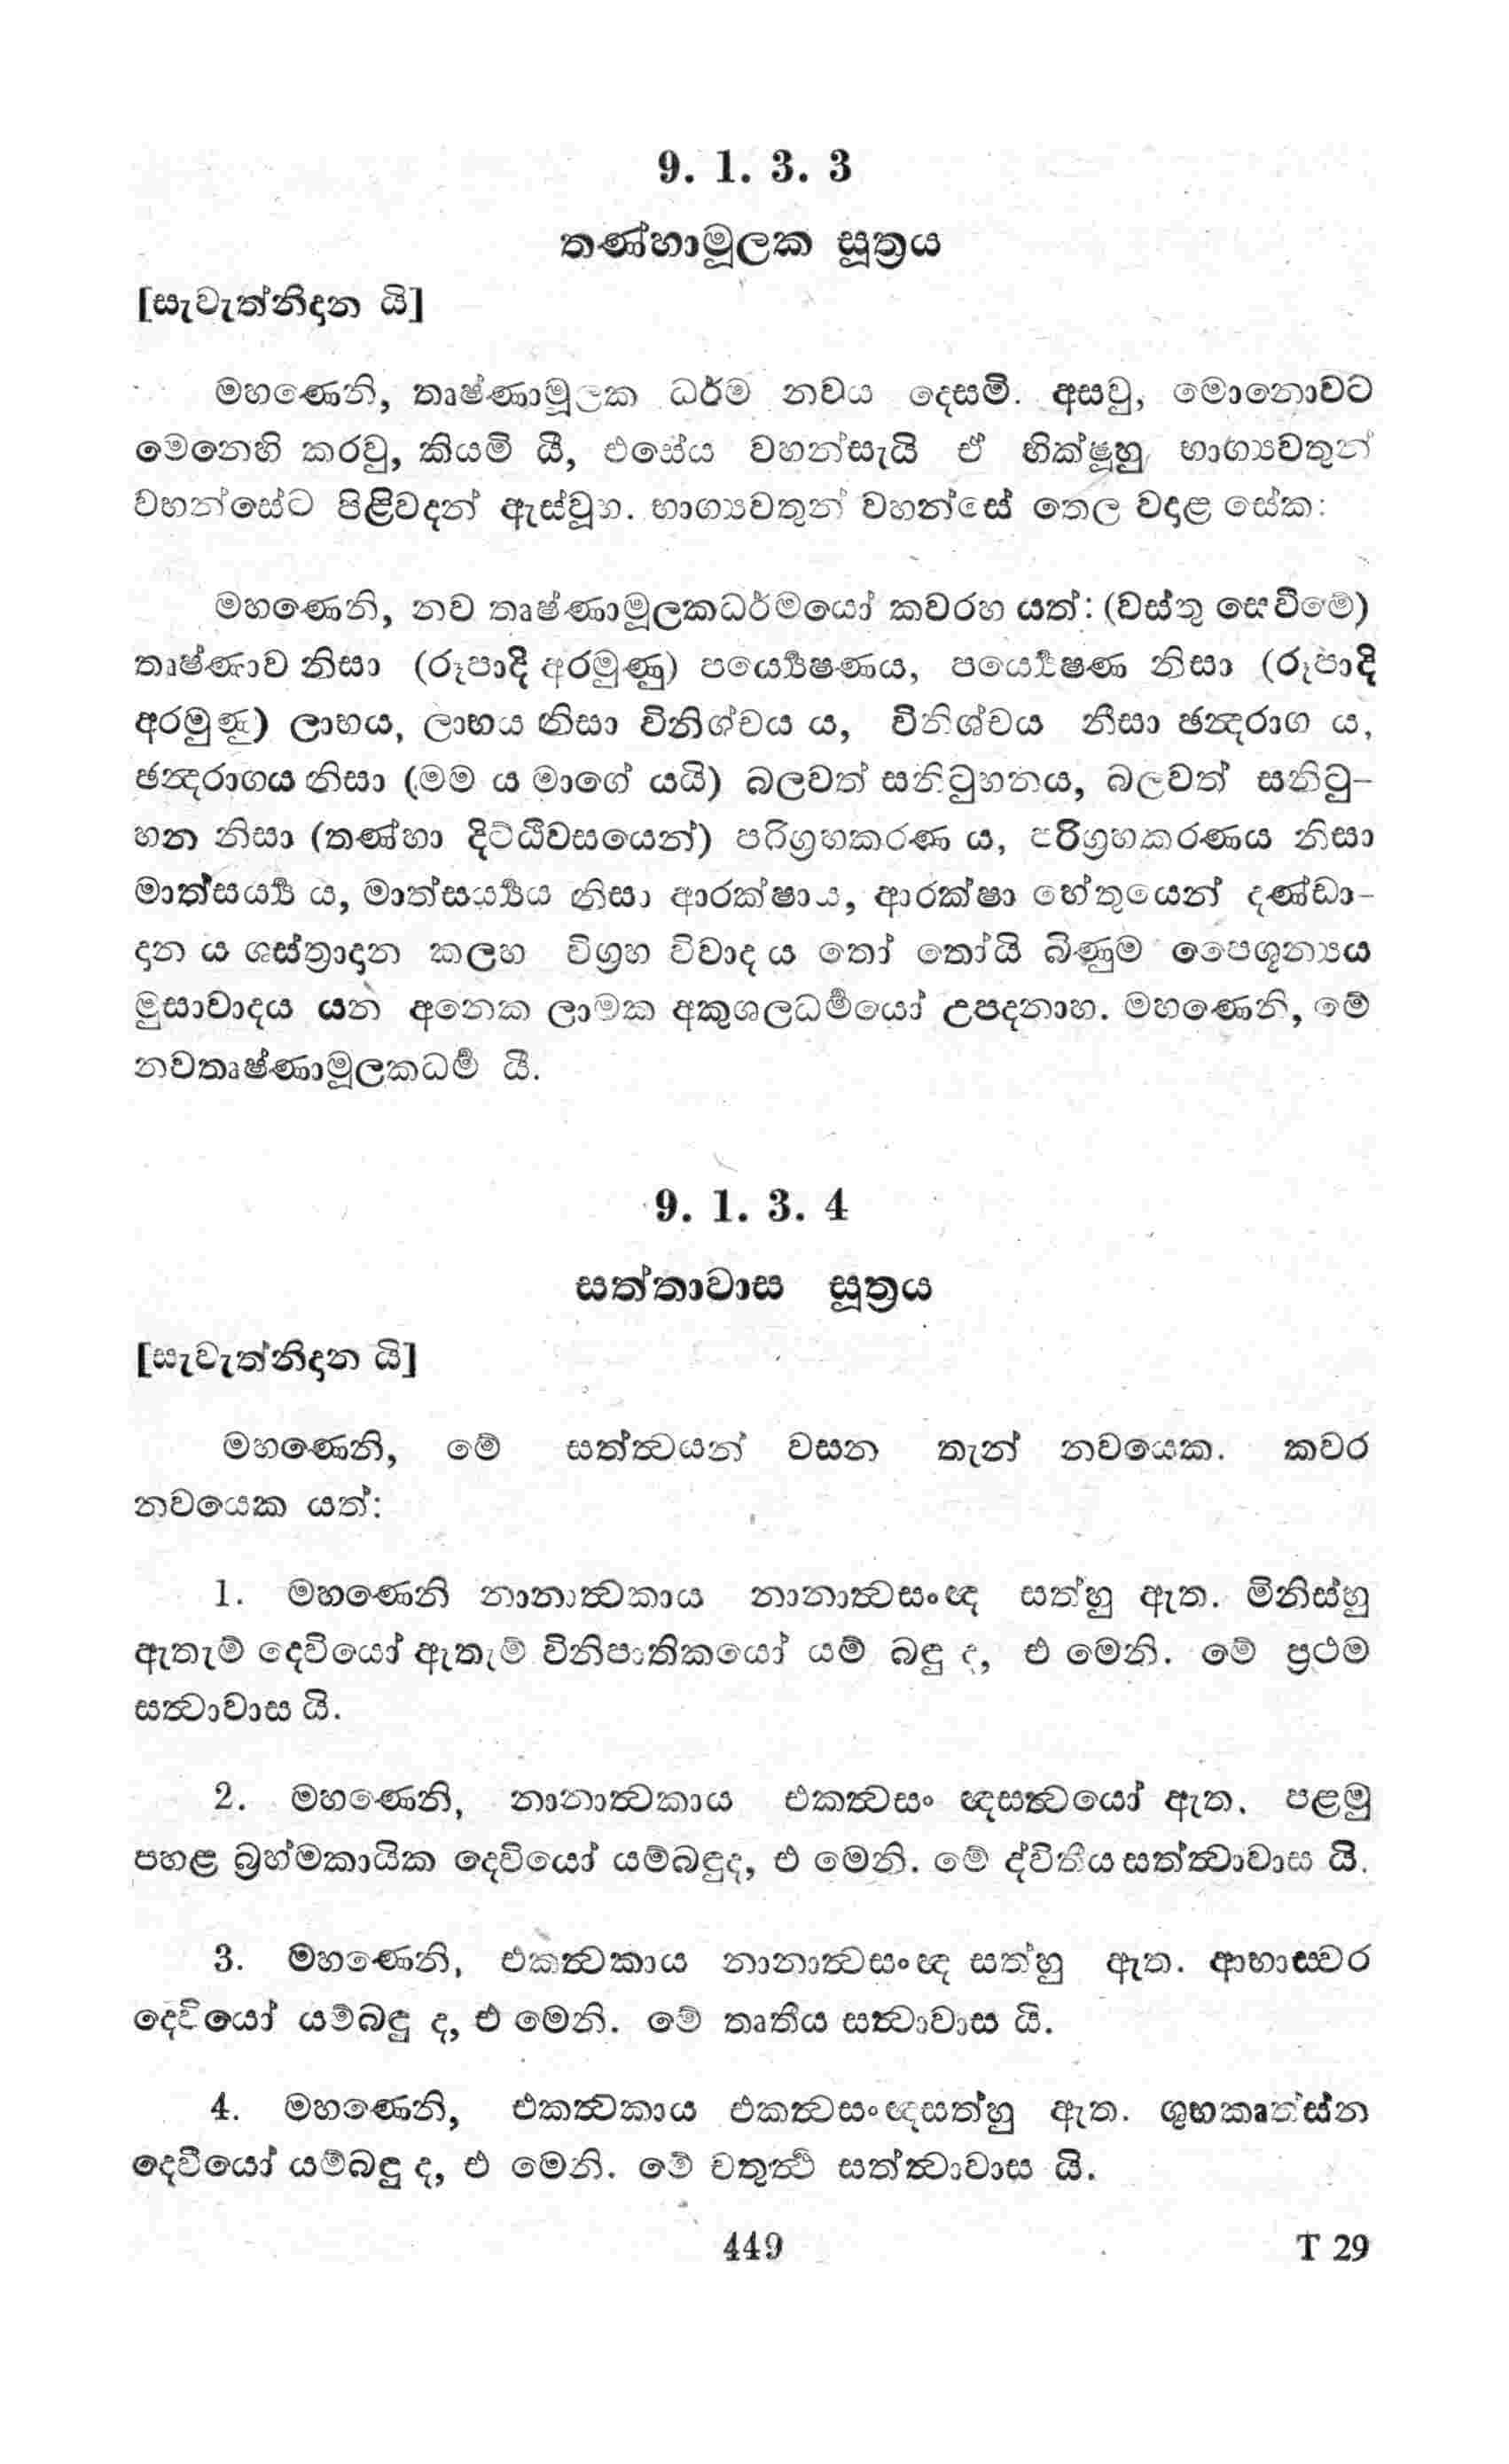 9. 1. 3. 3
තණ්හාමූලක සූත්‍රය
[සැවැත්නිදාන යි]
මහණෙනි, තෘෂ්ණාමූලක ධර්ම නවය දෙසමි. අසවු, මොනොවට
මෙනෙහි කරවු, කියමි යී, එසේය වහන්සැයි ඒ භික්ෂූහු භාග්‍යවතුන්
වහන්සේට පිළිවදන් ඇස්වූහ. භාග්‍යවතුන් වහන්සේ තෙල වදාළ සේක:
මහණෙනි, නව තෘෂ්ණාමූලකධර්මයෝ කවරහ යත්: (වස්තු සෙවීමේ)
තෘෂ්ණාව නිසා (රූපාදි අරමුණු) පර්‍ය්‍යෙෂණය, පර්‍ය්‍යෙෂණ නිසා (රූපාදි
අරමුණු) ලාභය, ලාභය නිසා විනිශ්චය ය, විනිශ්චය නිසා ඡන්‍දරාග ය,
ඡන්‍දරාගය නිසා (මම ය මාගේ යයි) බලවත් සනිටුහනය, බලවත් සනිටු-
හන නිසා (තණ්හා දිට්ඨිවසයෙන්) පරිග්‍රහකරණ ය, පරිග්‍රහකරණය නිසා
මාත්සර්‍ය්‍ය ය, මාත්සර්‍ය්‍යය නිසා ආරක්ෂාය, ආරක්ෂා හේතුයෙන් දණ්ඩා-
දාන ය ශස්ත්‍රාදාන කලහ විග්‍රහ විවාද ය තෝ තෝයි බිණුම පෛශූන්‍යය
මුසාවාදය යන අනෙක ලාමක අකුශලධර්‍මයෝ උපදනාහ. මහණෙනි, මේ
නවතෘෂ්ණාමූලකධර්‍ම යී.
9. 1. 3. 4
සත්තාවාස සූත්‍රය
[සැවැත්නිදාන යි]
මහණෙනි, මේ සත්ත්‍වයන් වසන තැන් නවයෙක. කවර
නවයෙක යත්:
1. මහණෙනි නානාත්‍වකාය නානාත්‍වසංඥ සත්හු ඇත. මිනිස්හු
ඇතැම් දෙවියෝ ඇතැම් විනිපාතිකයෝ යම් බඳු ද, එ මෙනි. මේ ප්‍රථම
සත්‍වාවාස යි.
2. මහණෙනි, නානාත්‍වකාය එකත්‍වසං ඥසත්‍වයෝ ඇත. පළමු
පහළ බ්‍රහ්මකායික දෙවියෝ යම්බඳුද, එ මෙනි. මේ ද්විතීය සත්ත්‍වාවාස යි.
3. මහණෙනි, එකත්‍වකාය නානාත්‍වසංඥ සත්හු ඇත. ආභාස්‍වර
දෙවියෝ යම්බඳු ද, එ මෙනි. මේ තෘතීය සත්‍වාවාස යි.
4. මහණෙනි, එකත්‍වකාය එකත්‍වසංඥසත්හු ඇත. ශුභකෘත්ස්න
දෙවියෝ යම්බඳු ද, එ මෙනි. මේ චතුර්‍ත්‍ථ සත්ත්‍වාවාස යි.
449 T 29